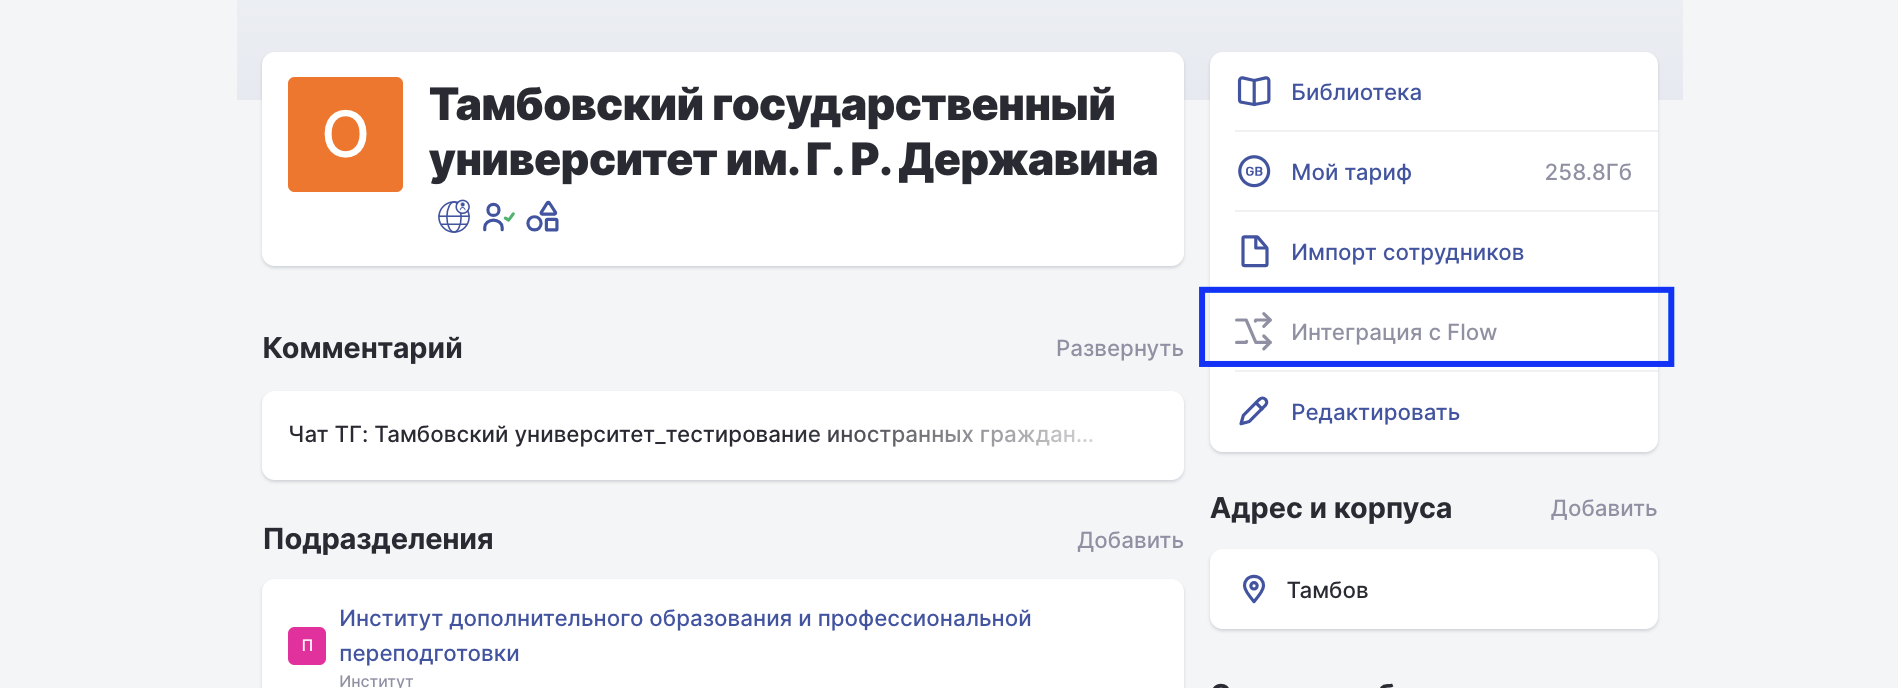 О
Тамбовский государственный
университет им. Г. Р. Державина
Комментарий
Развернуть
Чат ТГ: Тамбовский университет_тестирование иностранных граждан...
Подразделения
Добавить
П
Институт дополнительного образования и профессиональной
переподготовки
Институт
Библиотека
GB
Мой тариф
258.8Гб
Импорт сотрудников
Интеграция с Flow
Редактировать
Адрес и корпуса
Добавить
Тамбов